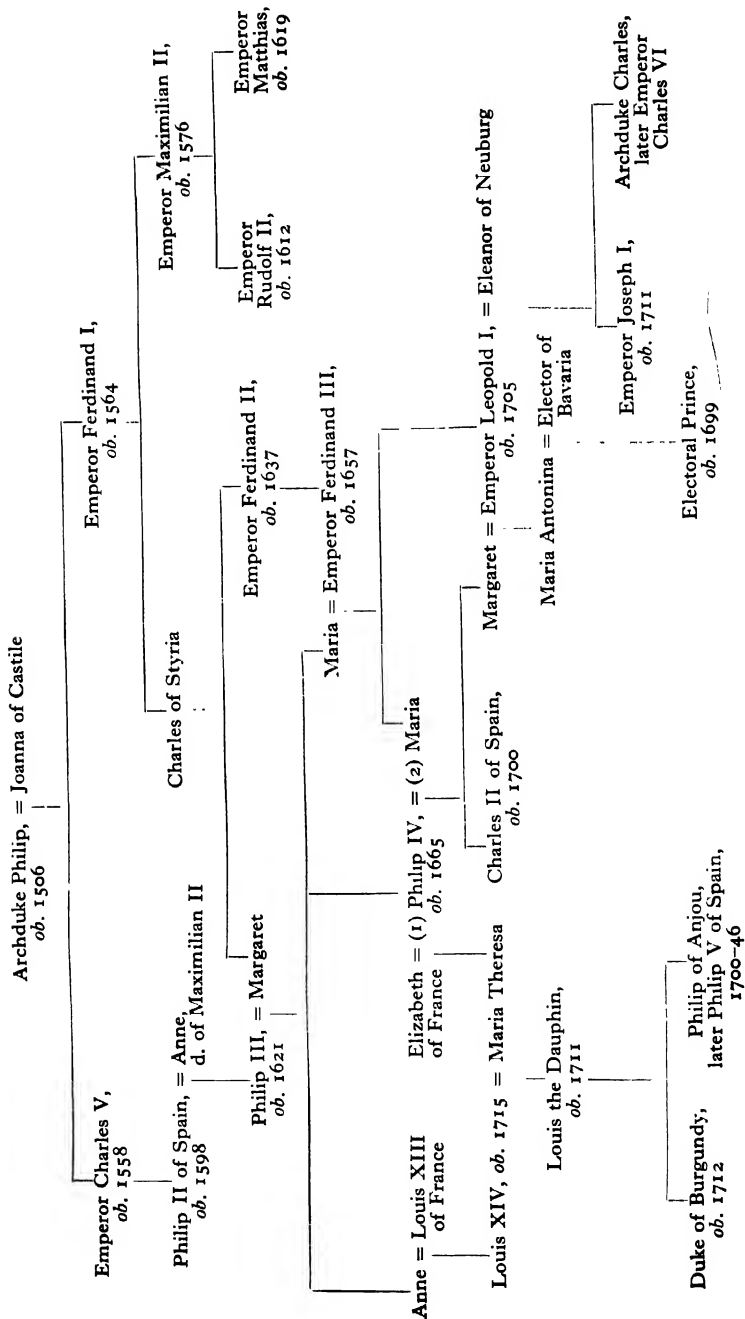 Archduke Philip, = Joanna of Castile
ob. 1506
Emperor Charles V,
ob. 1558
Emperor Ferdinand I,
ob. 1564
Philip II of Spain, = Anne,
ob. 1598
d. of Maximilian II
Charles of Styria
Emperor Maximilian II,
ob. 1576
Philip III, = Margaret
ob. 1621
Emperor Ferdinand II,
ob. 1637
Emperor
Rudolf II,
ob. 1612
Emperor
Matthias,
ob. 1619
Maria = Emperor Ferdinand III,
ob. 1657
Anne = Louis XIII
of France
Elizabeth = (1) Philip IV, = (2) Maria
of France
ob. 1665
Louis XIV, ob. 1715 = Maria Theresa
Charles II of Spain,
ob. 1700
Margaret = Emperor Leopold I, = Eleanor of Neuburg
ob. 1705
Louis the Dauphin,
ob. 1711
Maria Antonina = Elector of
Bavaria
Emperor Joseph I,
ob. 1711
Archduke Charles,
later Emperor
Charles VI
Duke of Burgundy,
ob. 1712
Philip of Anjou,
later Philip V of Spain,
1700–46
Electoral Prince,
ob. 1699